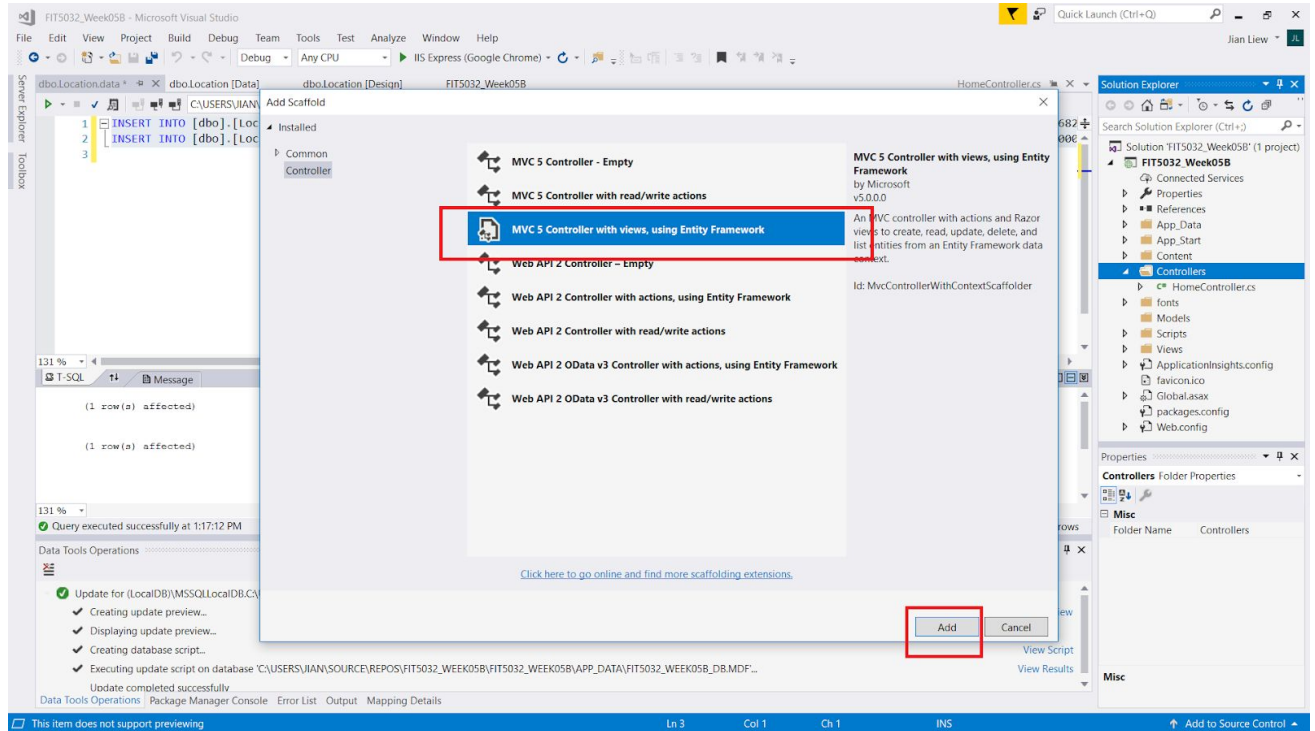 FIT5032_Week05B - Microsoft Visual Studio
Quick Launch (Ctrl+Q)
File Edit View Project Build Debug Team Tools Test Analyze Window Help
Jian Liew
JL
Debug Any CPU IIS Express (Google Chrome)
Server Explorer
Toolbox
dbo.Location.data * dbo.Location [Data] dbo.Location [Design] FIT5032_Week05B HomeController.cs
C:\USERS\JIAN\
1 INSERT INTO [dbo].[Loc
2 INSERT INTO [dbo].[Loc
3
682
000
131 %
T-SQL Message
(1 row(s) affected)
(1 row(s) affected)
131 %
Query executed successfully at 1:17:12 PM
rows
Add Scaffold
Installed
Common
Controller
MVC 5 Controller - Empty
MVC 5 Controller with read/write actions
MVC 5 Controller with views, using Entity Framework
Web API 2 Controller – Empty
Web API 2 Controller with actions, using Entity Framework
Web API 2 Controller with read/write actions
Web API 2 OData v3 Controller with actions, using Entity Framework
Web API 2 OData v3 Controller with read/write actions
MVC 5 Controller with views, using Entity
Framework
by Microsoft
v5.0.0.0
An MVC controller with actions and Razor
views to create, read, update, delete, and
list entities from an Entity Framework data
context.
Id: MvcControllerWithContextScaffolder
Click here to go online and find more scaffolding extensions.
Add Cancel
Data Tools Operations
Update for (LocalDB)\MSSQLLocalDB.C:\U
Creating update preview...
Displaying update preview...
Creating database script...
Executing update script on database 'C:\USERS\JIAN\SOURCE\REPOS\FIT5032_WEEK05B\FIT5032_WEEK05B\APP_DATA\FIT5032_WEEK05B_DB.MDF'...
Update completed successfully
ew
View Script
View Results
Data Tools Operations Package Manager Console Error List Output Mapping Details
Solution Explorer
Search Solution Explorer (Ctrl+;)
Solution 'FIT5032_Week05B' (1 project)
FIT5032_Week05B
Connected Services
Properties
References
App_Data
App_Start
Content
Controllers
C# HomeController.cs
fonts
Models
Scripts
Views
ApplicationInsights.config
favicon.ico
Global.asax
packages.config
Web.config
Properties
Controllers Folder Properties
Misc
Folder Name Controllers
Misc
This item does not support previewing Ln 3 Col 1 Ch 1 INS Add to Source Control